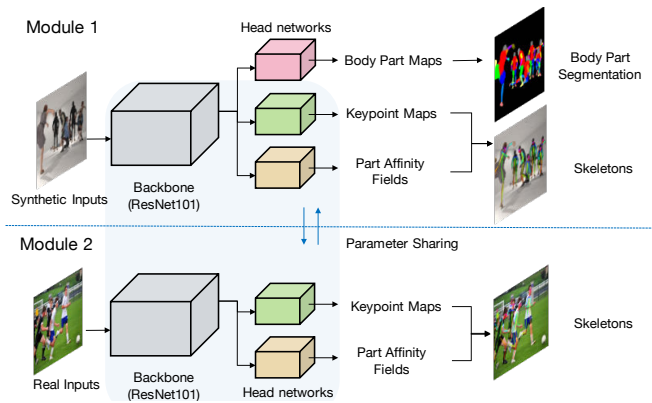 Module 1
Head networks
Body Part Maps
Body Part
Segmentation
Keypoint Maps
Part Affinity
Fields
Skeletons
Synthetic Inputs
Backbone
(ResNet101)
Module 2
Parameter Sharing
Keypoint Maps
Skeletons
Part Affinity
Fields
Real Inputs
Backbone
(ResNet101)
Head networks